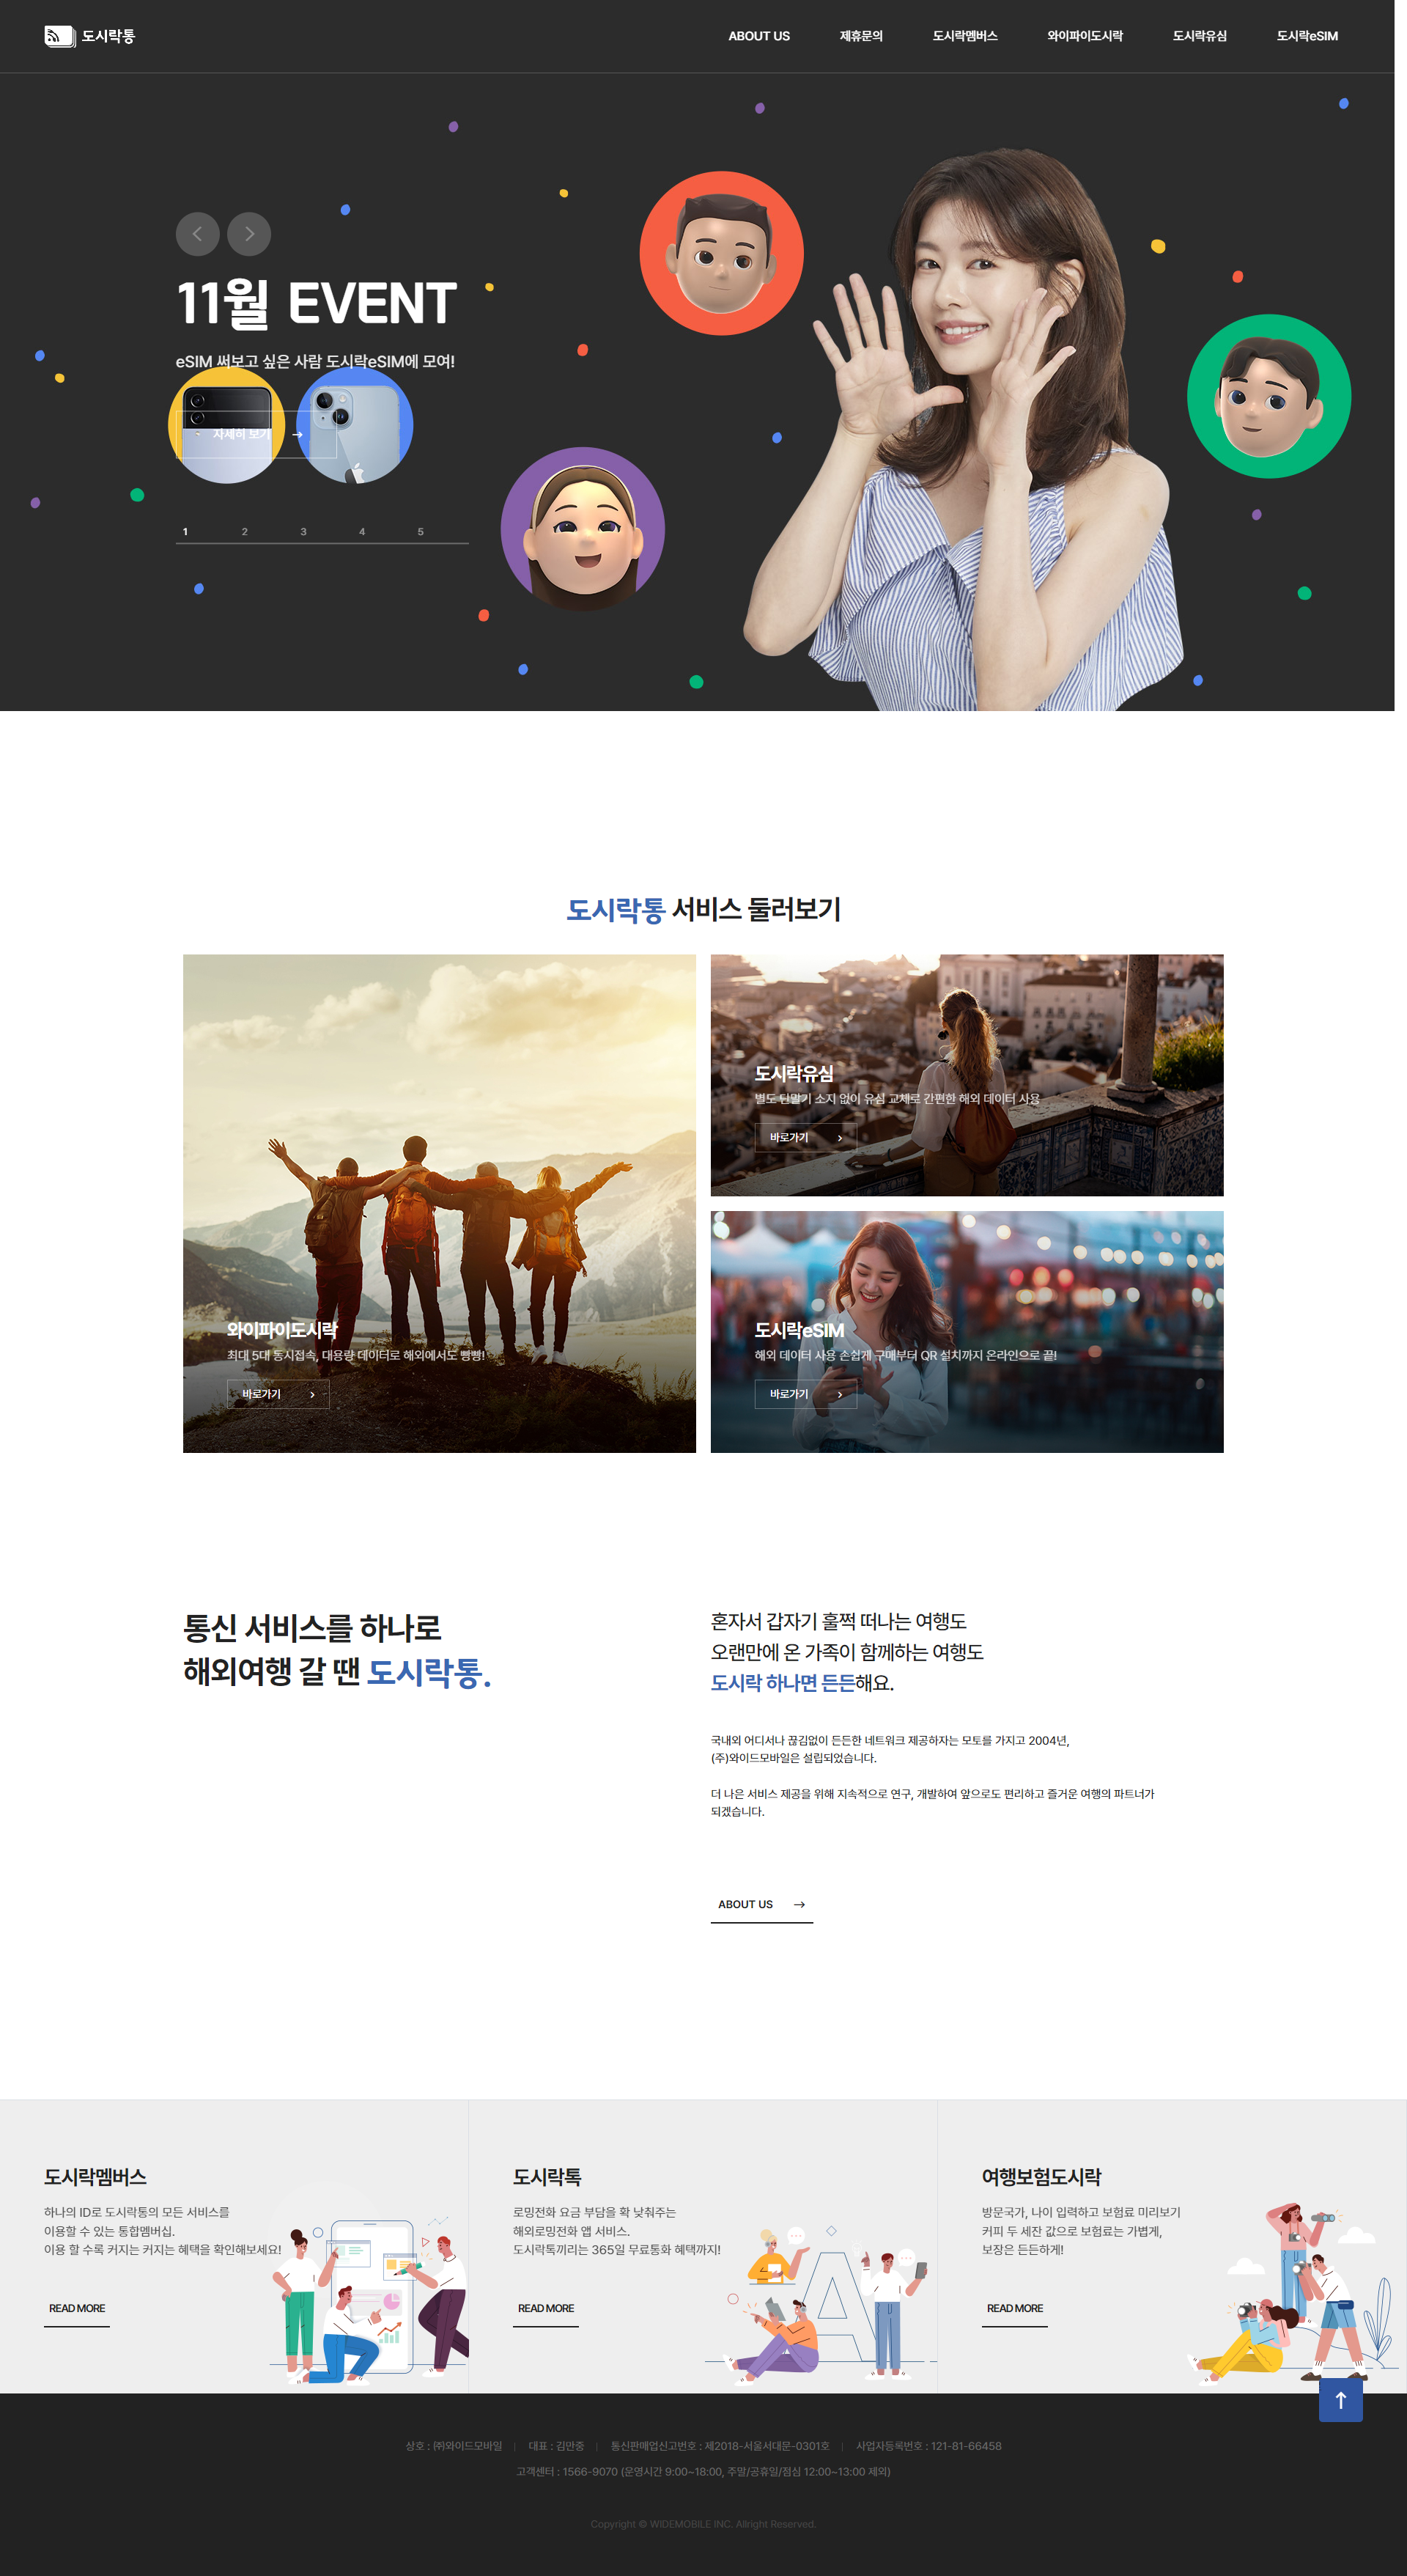 도시락통
ABOUT US
제휴문의
도시락멤버스
와이파이도시락
도시락유심
도시락eSIM
11월 EVENT
eSIM 써보고 싶은 사람 도시락eSIM에 모여!
자세히 보기 →
1 2 3 4 5
도시락통 서비스 둘러보기
와이파이도시락
최대 5대 동시접속, 대용량 데이터로 해외에서도 빵빵!
바로가기
도시락유심
별도 단말기 소지 없이 유심 교체로 간편한 해외 데이터 사용
바로가기
도시락eSIM
해외 데이터 사용 손쉽게 구매부터 QR 설치까지 온라인으로 끝!
바로가기
통신 서비스를 하나로
해외여행 갈 땐 도시락통.
혼자서 갑자기 훌쩍 떠나는 여행도
오랜만에 온 가족이 함께하는 여행도
도시락 하나면 든든해요.
국내외 어디서나 끊김없이 든든한 네트워크 제공하자는 모토를 가지고 2004년,
(주)와이드모바일은 설립되었습니다.
더 나은 서비스 제공을 위해 지속적으로 연구, 개발하여 앞으로도 편리하고 즐거운 여행의 파트너가
되겠습니다.
ABOUT US →
도시락멤버스
하나의 ID로 도시락통의 모든 서비스를
이용할 수 있는 통합멤버십.
이용 할 수록 커지는 커지는 혜택을 확인해보세요!
READ MORE
도시락톡
로밍전화 요금 부담을 확 낮춰주는
해외로밍전화 앱 서비스.
도시락톡끼리는 365일 무료통화 혜택까지!
READ MORE
여행보험도시락
방문국가, 나이 입력하고 보험료 미리보기
커피 두 세잔 값으로 보험료는 가볍게,
보장은 든든하게!
READ MORE
상호 : ㈜와이드모바일 | 대표 : 김만중 | 통신판매업신고번호 : 제2018-서울서대문-0301호 | 사업자등록번호 : 121-81-66458
고객센터 : 1566-9070 (운영시간 9:00~18:00, 주말/공휴일/점심 12:00~13:00 제외)
Copyright © WIDEMOBILE INC. Allright Reserved.